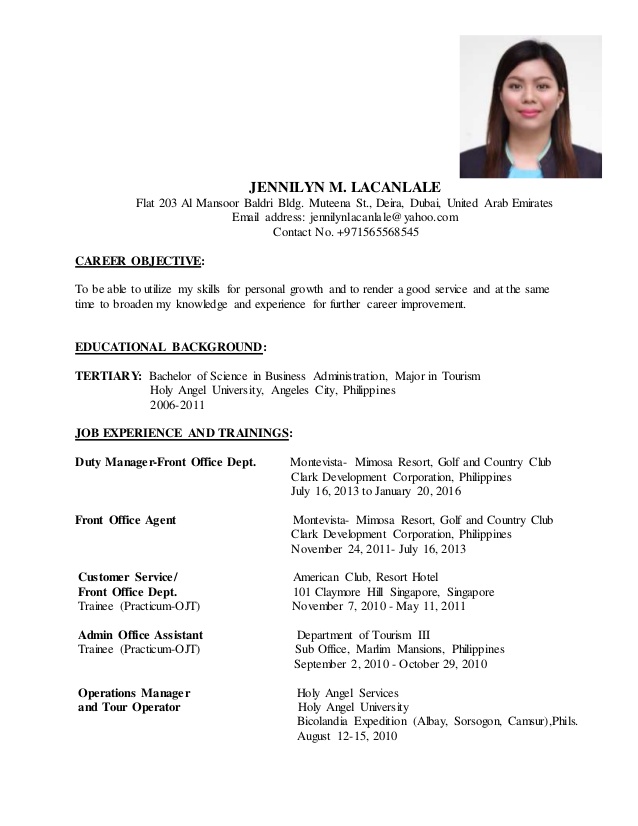 JENNILYN M. LACANLALE
Flat 203 Al Mansoor Baldri Bldg. Muteena St., Deira, Dubai, United Arab Emirates
Email address: jennilynlacanlale@yahoo.com
Contact No. +971565568545
CAREER OBJECTIVE:
To be able to utilize my skills for personal growth and to render a good service and at the same
time to broaden my knowledge and experience for further career improvement.
EDUCATIONAL BACKGROUND:
TERTIARY: Bachelor of Science in Business Administration, Major in Tourism
Holy Angel University, Angeles City, Philippines
2006-2011
JOB EXPERIENCE AND TRAININGS:
Duty Manager-Front Office Dept. Montevista- Mimosa Resort, Golf and Country Club
Clark Development Corporation, Philippines
July 16, 2013 to January 20, 2016
Front Office Agent Montevista- Mimosa Resort, Golf and Country Club
Clark Development Corporation, Philippines
November 24, 2011- July 16, 2013
Customer Service/ American Club, Resort Hotel
Front Office Dept. 101 Claymore Hill Singapore, Singapore
Trainee (Practicum-OJT) November 7, 2010 - May 11, 2011
Admin Office Assistant Department of Tourism III
Trainee (Practicum-OJT) Sub Office, Marlim Mansions, Philippines
September 2, 2010 - October 29, 2010
Operations Manager Holy Angel Services
and Tour Operator Holy Angel University
Bicolandia Expedition (Albay, Sorsogon, Camsur),Phils.
August 12-15, 2010